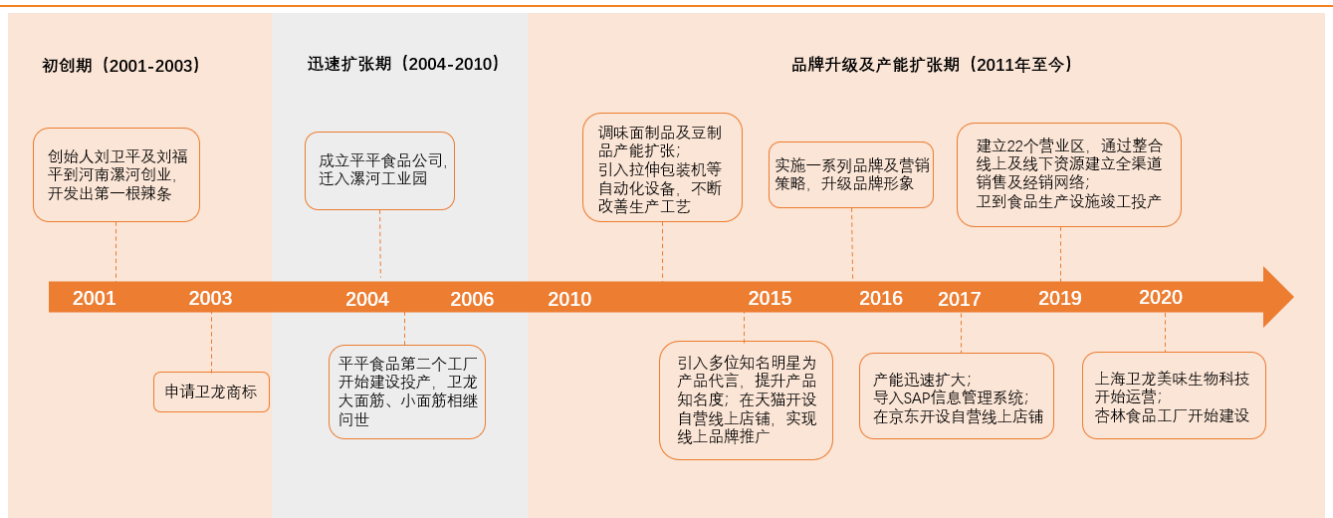 初创期（2001-2003）
迅速扩张期（2004-2010）
品牌升级及产能扩张期（2011年至今）
创始人刘卫平及刘福
平到河南漯河创业，
开发出第一根辣条
成立平平食品公司，
迁入漯河工业园
调味面制品及豆制
品产能扩张；
引入拉伸包装机等
自动化设备，不断
改善生产工艺
实施一系列品牌及营销
策略，升级品牌形象
建立22个营业区，通过整合
线上及线下资源建立全渠道
销售及经销网络；
卫到食品生产设施竣工投产
2001 2003 2004 2006 2010 2015 2016 2017 2019 2020
申请卫龙商标
平平食品第二个工厂
开始建设投产，卫龙
大面筋、小面筋相继
问世
引入多位知名明星为
产品代言，提升产品
知名度；在天猫开设
自营线上店铺，实现
线上品牌推广
产能迅速扩大；
导入SAP信息管理系统；
在京东开设自营线上店铺
上海卫龙美味生物科技
开始运营；
杏林食品工厂开始建设